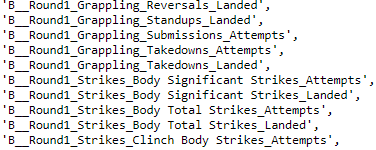 'B__Round1_Grappling_Reversals_Landed',
'B__Round1_Grappling_Standups_Landed',
'B__Round1_Grappling_Submissions_Attempts',
'B__Round1_Grappling_Takedowns_Attempts',
'B__Round1_Grappling_Takedowns_Landed',
'B__Round1_Strikes_Body Significant Strikes_Attempts',
'B__Round1_Strikes_Body Significant Strikes_Landed',
'B__Round1_Strikes_Body Total Strikes_Attempts',
'B__Round1_Strikes_Body Total Strikes_Landed',
'B__Round1_Strikes_Clinch Body Strikes_Attempts',